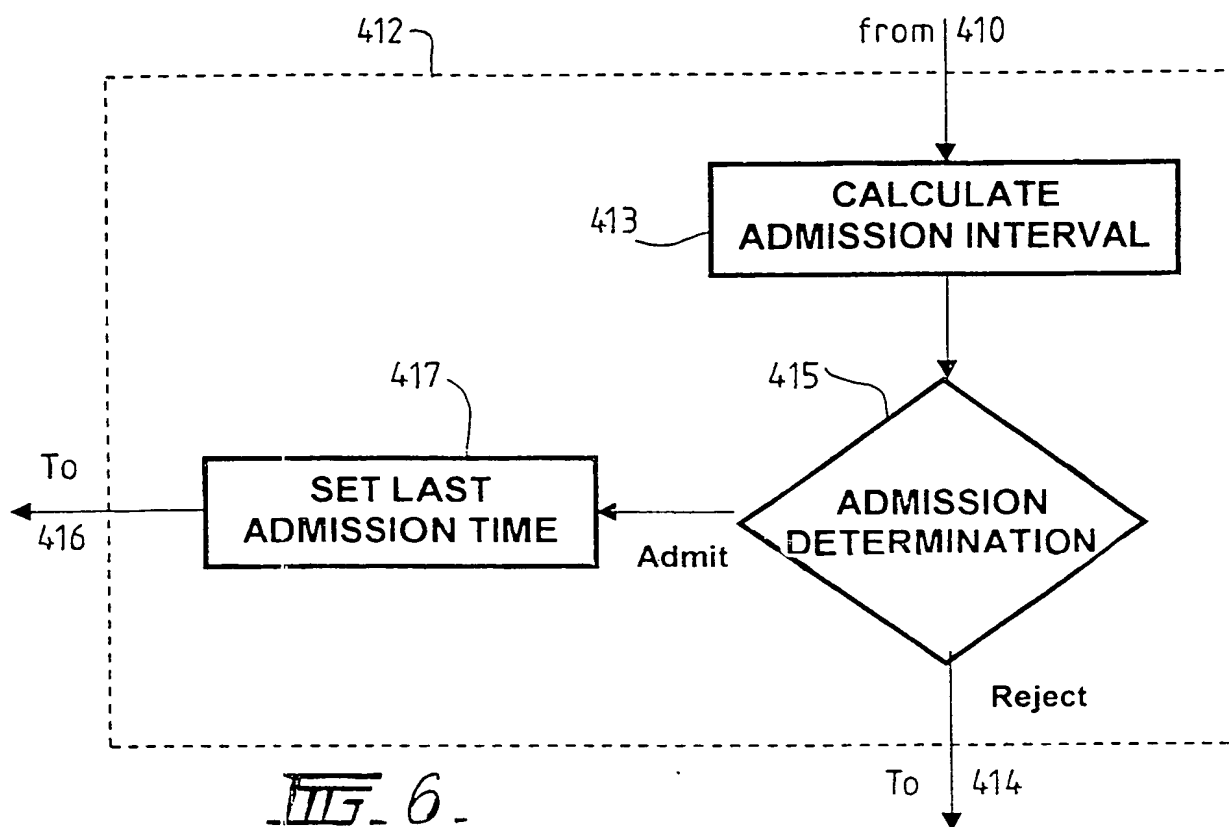 412
from 410
CALCULATE
ADMISSION INTERVAL
413
415
417
To
416
SET LAST
ADMISSION TIME
Admit
ADMISSION
DETERMINATION
Reject
To 414
FIG. 6.